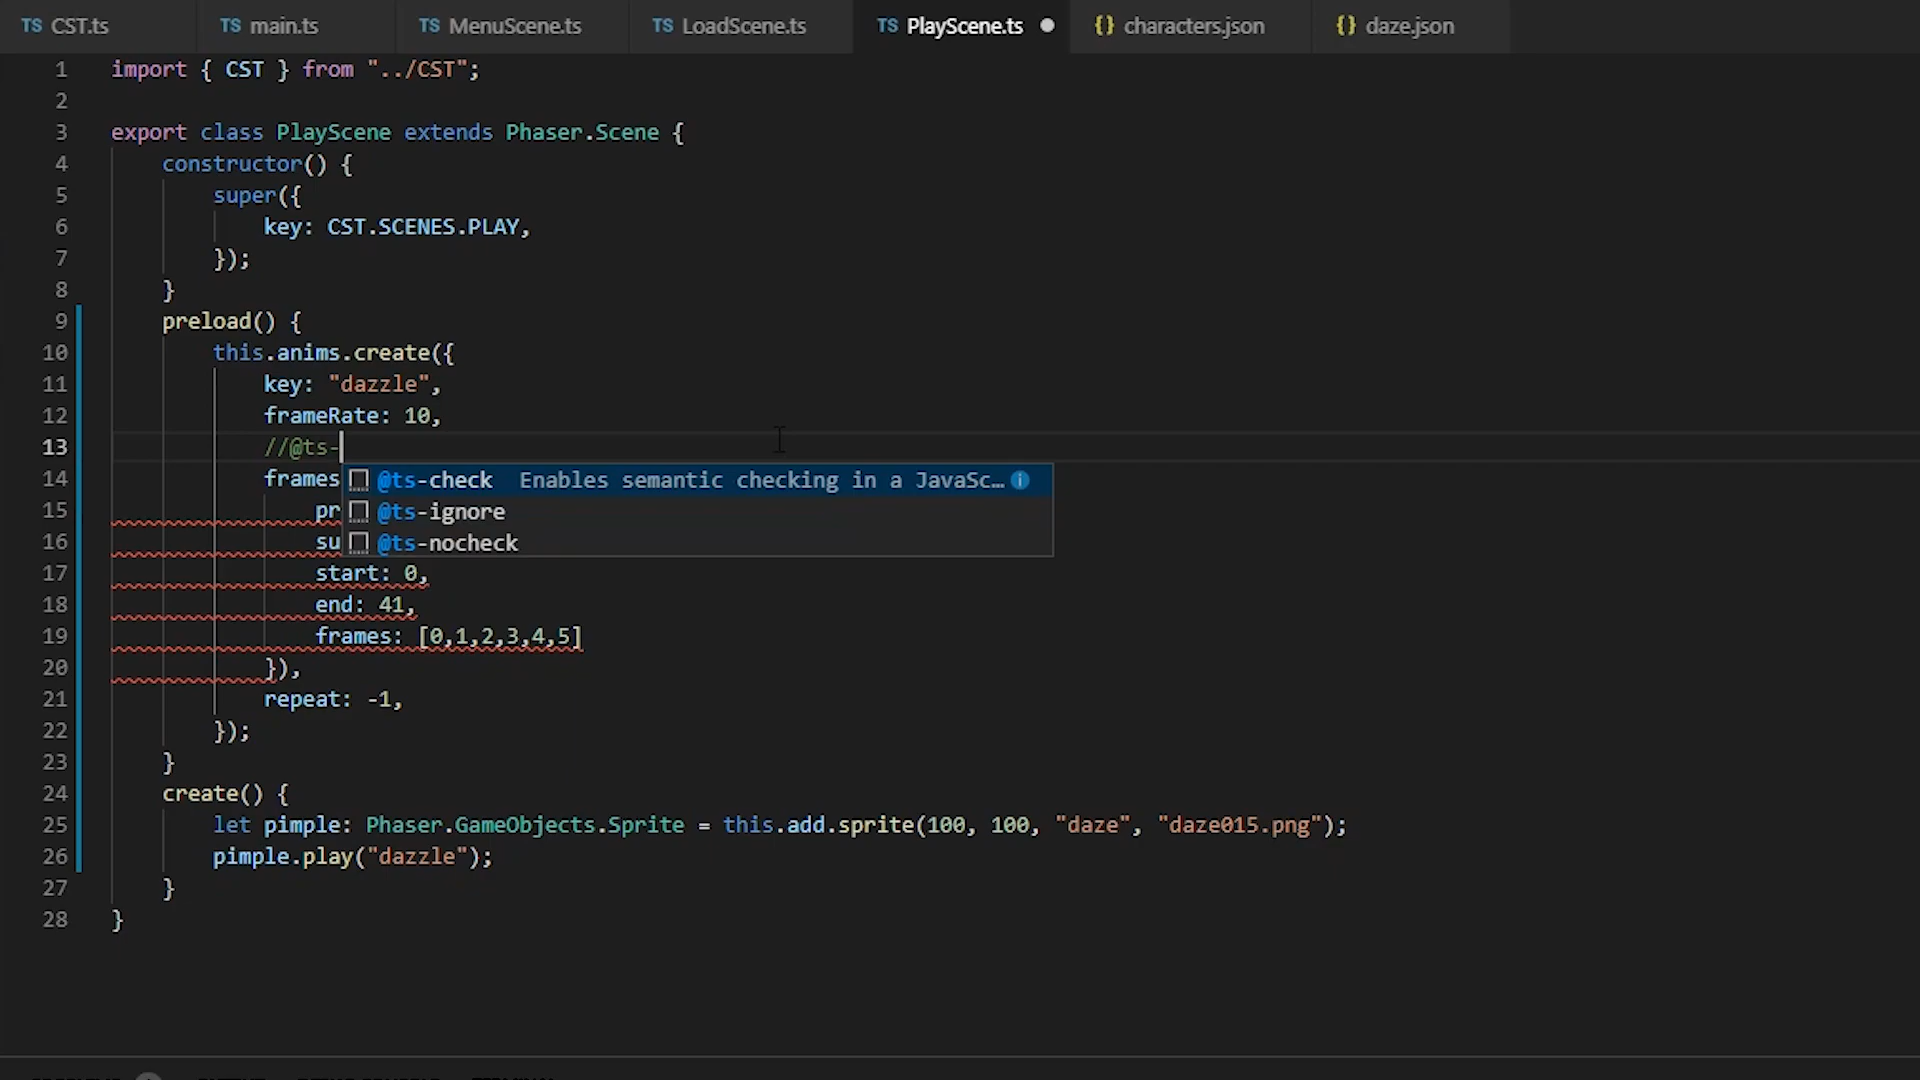 TS CST.ts TS main.ts TS MenuScene.ts TS LoadScene.ts TS PlayScene.ts {} characters.json {} daze.json
1 import { CST } from "../CST";
2
3 export class PlayScene extends Phaser.Scene {
4 constructor() {
5 super({
6 key: CST.SCENES.PLAY,
7 });
8 }
9 preload() {
10 this.anims.create({
11 key: "dazzle",
12 frameRate: 10,
13 //@ts-
14 frames @ts-check Enables semantic checking in a JavaSc…
15 pr @ts-ignore
16 su @ts-nocheck
17 start: 0,
18 end: 41,
19 frames: [0,1,2,3,4,5]
20 }),
21 repeat: -1,
22 });
23 }
24 create() {
25 let pimple: Phaser.GameObjects.Sprite = this.add.sprite(100, 100, "daze", "daze015.png");
26 pimple.play("dazzle");
27 }
28 }